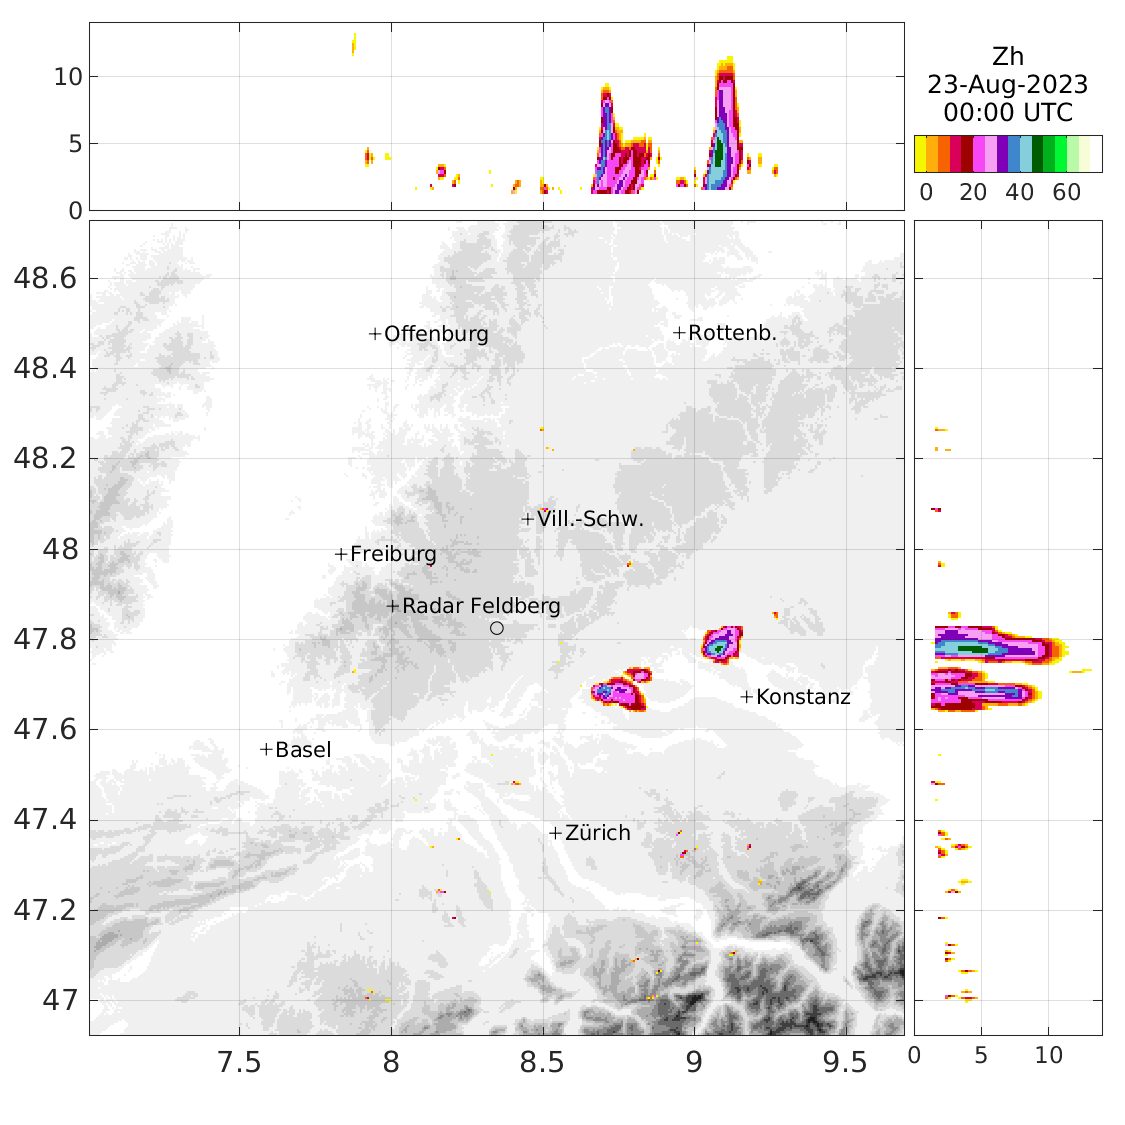 10
5
0
Zh
23-Aug-2023
00:00 UTC
0 20 40 60
48.6
48.4
48.2
48
47.8
47.6
47.4
47.2
47
+Offenburg
+Rottenb.
+Vill.-Schw.
+Freiburg
+Radar Feldberg
+Konstanz
+Basel
+Zürich
7.5 8 8.5 9 9.5
0 5 10